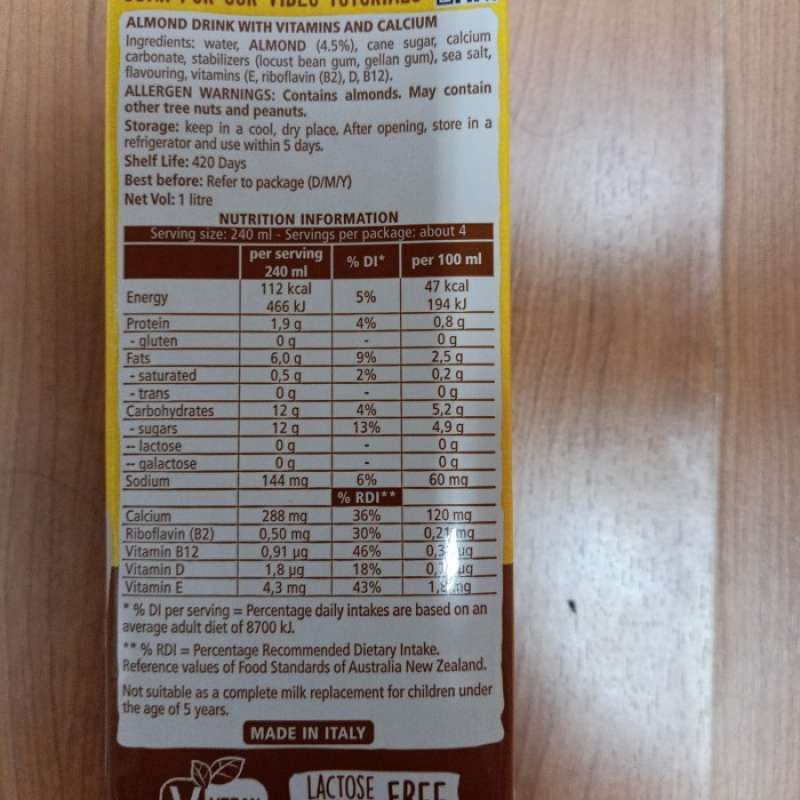 ALMOND DRINK WITH VITAMINS AND CALCIUM
Ingredients: water, ALMOND (4.5%), cane sugar, calcium
carbonate, stabilizers (locust bean gum, gellan gum), sea salt,
flavouring, vitamins (E, riboflavin (B2), D, B12).
ALLERGEN WARNINGS: Contains almonds. May contain
other tree nuts and peanuts.
Storage: keep in a cool, dry place. After opening, store in a
refrigerator and use within 5 days.
Shelf Life: 420 Days
Best before: Refer to package (D/M/Y)
Net Vol: 1 litre
NUTRITION INFORMATION
Serving size: 240 ml - Servings per package: about 4
per serving 240 ml % DI* per 100 ml
Energy 112 kcal 466 kJ 5% 47 kcal 194 kJ
Protein 1,9 g 4% 0,8 g
- gluten 0 g - 0 g
Fats 6,0 g 9% 2,5 g
- saturated 0,5 g 2% 0,2 g
- trans 0 g - 0 g
Carbohydrates 12 g 4% 5,2 g
- sugars 12 g 13% 4,9 g
-- lactose 0 g - 0 g
-- galactose 0 g - 0 g
Sodium 144 mg 6% 60 mg
% RDI**
Calcium 288 mg 36% 120 mg
Riboflavin (B2) 0,50 mg 30% 0,21 mg
Vitamin B12 0,91 µg 46% µg
Vitamin D 1,8 µg 18% µg
Vitamin E 4,3 mg 43% 1,8 mg
* % DI per serving = Percentage daily intakes are based on an
average adult diet of 8700 kJ.
** % RDI = Percentage Recommended Dietary Intake.
Reference values of Food Standards of Australia New Zealand.
Not suitable as a complete milk replacement for children under
the age of 5 years.
MADE IN ITALY
LACTOSE FREE